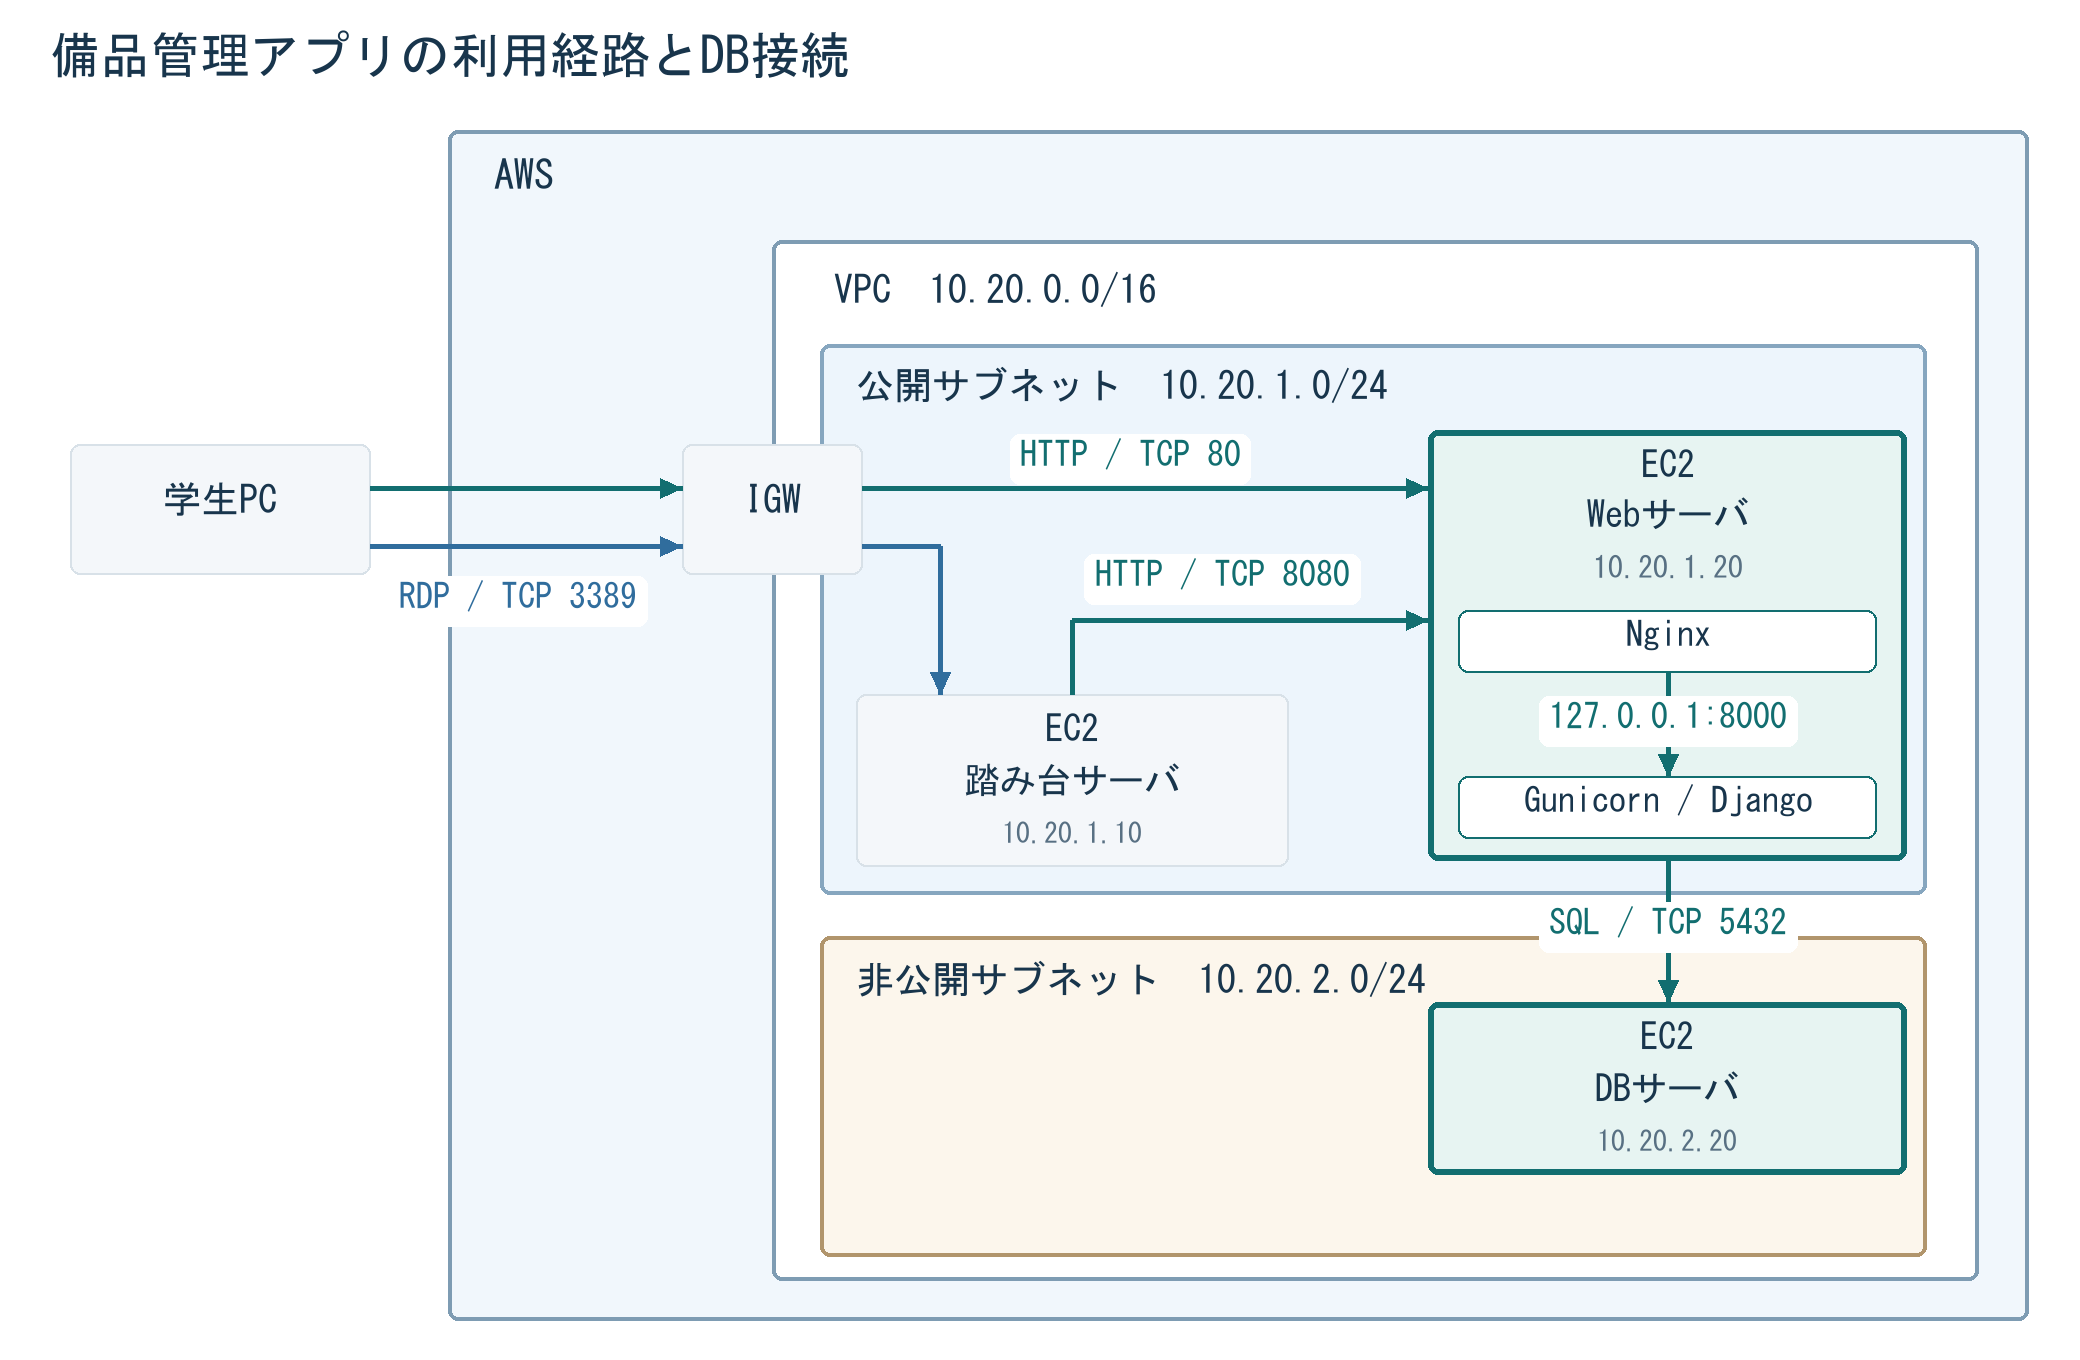 備品管理アプリの利用経路とDB接続
AWS
VPC 10.20.0.0/16
公開サブネット 10.20.1.0/24
HTTP / TCP 80
学生PC
IGW
RDP / TCP 3389
HTTP / TCP 8080
EC2
Webサーバ
10.20.1.20
Nginx
127.0.0.1:8000
Gunicorn / Django
EC2
踏み台サーバ
10.20.1.10
SQL / TCP 5432
非公開サブネット 10.20.2.0/24
EC2
DBサーバ
10.20.2.20